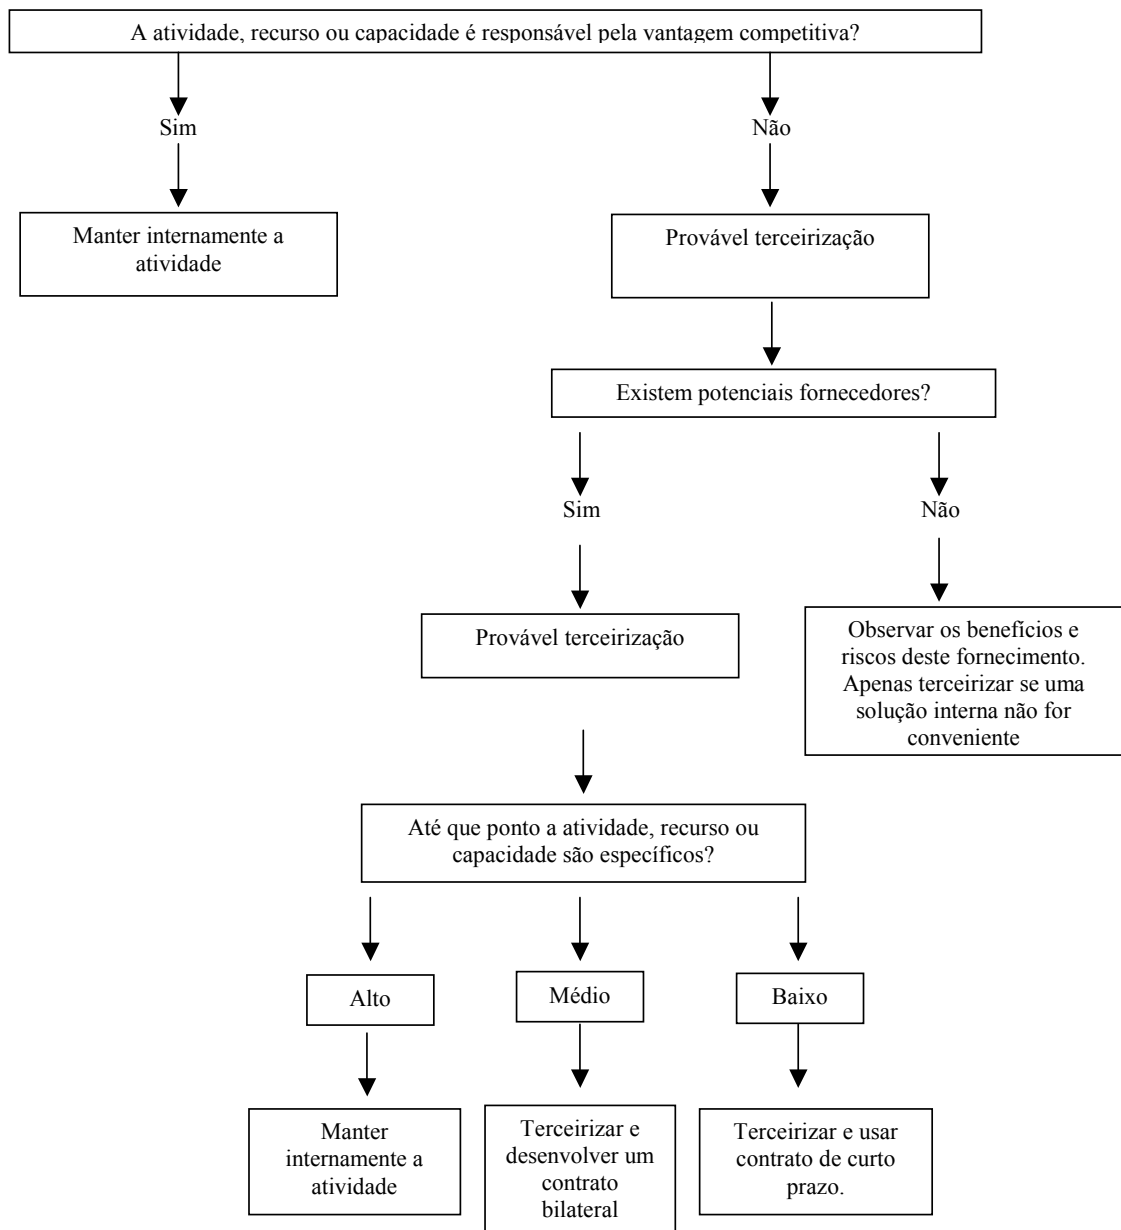 A atividade, recurso ou capacidade é responsável pela vantagem competitiva?
Sim
Não
Manter internamente a
atividade
Provável terceirização
Existem potenciais fornecedores?
Sim
Não
Provável terceirização
Observar os benefícios e
riscos deste fornecimento.
Apenas terceirizar se uma
solução interna não for
conveniente
Até que ponto a atividade, recurso ou
capacidade são específicos?
Alto
Médio
Baixo
Manter
internamente a
atividade
Terceirizar e
desenvolver um
contrato
bilateral
Terceirizar e usar
contrato de curto
prazo.